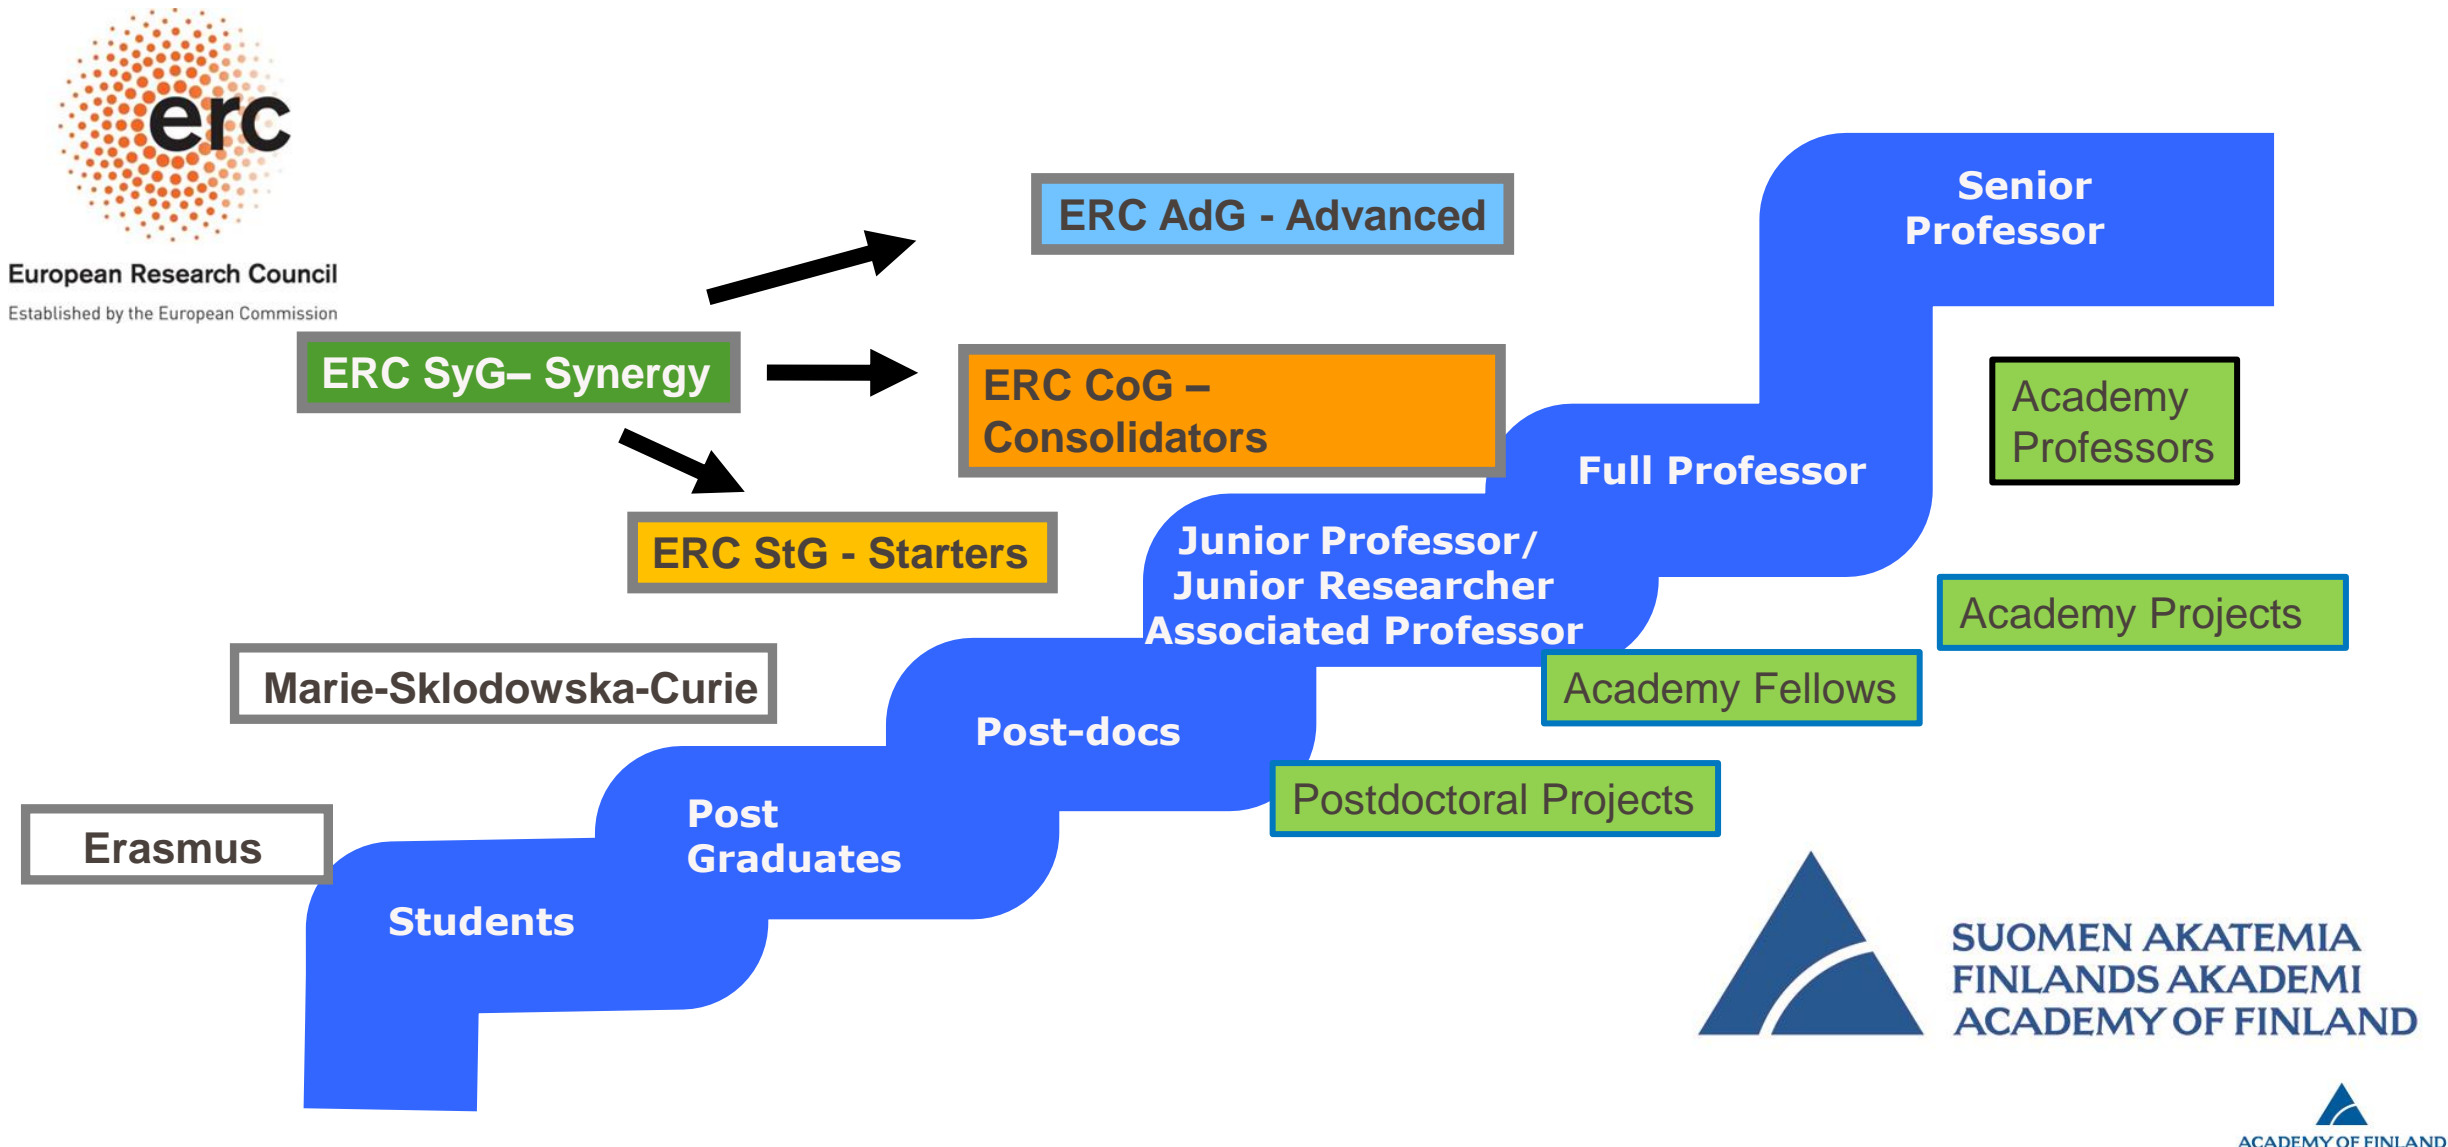 erc
European Research Council
Established by the European Commission
ERC AdG - Advanced
Senior
Professor
ERC SyG– Synergy
ERC CoG –
Consolidators
Academy
Professors
Full Professor
ERC StG - Starters
Junior Professor/
Junior Researcher
Associated Professor
Academy Projects
Marie-Sklodowska-Curie
Academy Fellows
Post-docs
Postdoctoral Projects
Post
Graduates
Erasmus
Students
SUOMEN AKATEMIA
FINLANDS AKADEMI
ACADEMY OF FINLAND
ACADEMY OF FINLAND